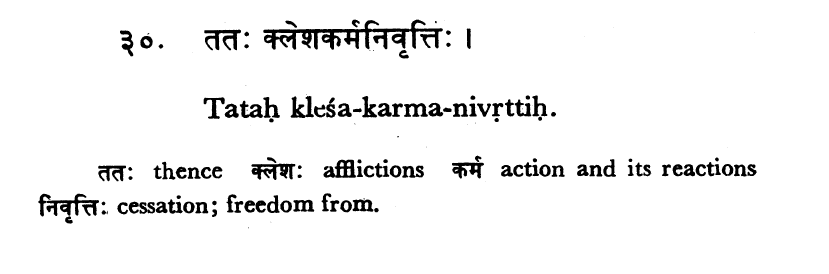 ३०. ततः क्लेशकर्मनिवृत्तिः ।
Tataḥ kleśa-karma-nivṛttiḥ.
ततः thence क्लेशः afflictions कर्म action and its reactions
निवृत्तिः cessation; freedom from.